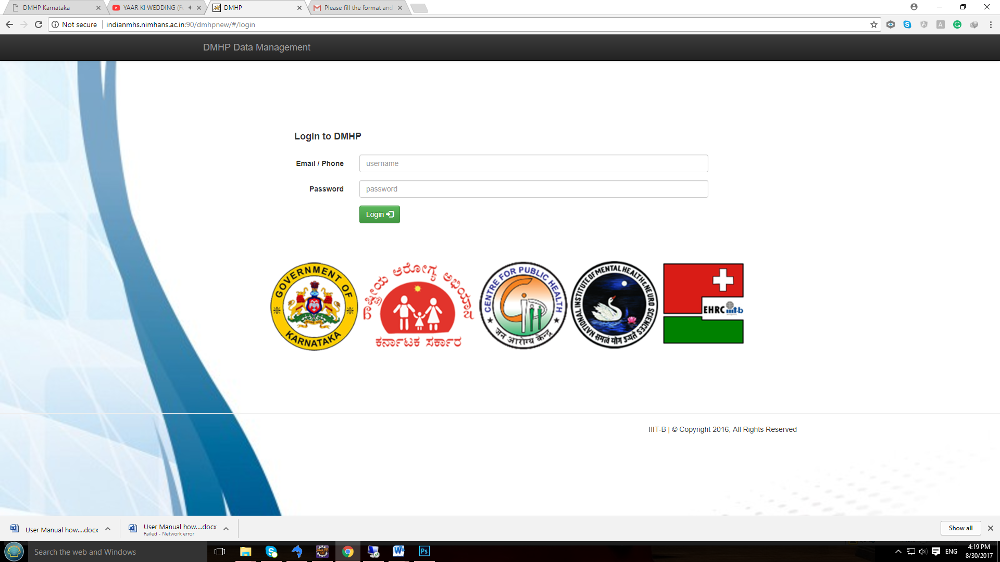 DMHP Karnataka
YAAR KI WEDDING (Fu
DMHP
Please fill the format and
Not secure
indianmhs.nimhans.ac.in:90/dmhpnew/#/login
DMHP Data Management
Login to DMHP
Email / Phone
username
Password
password
Login
GOVERNMENT OF
KARNATAKA
ರಾಷ್ಟ್ರೀಯ ಆರೋಗ್ಯ ಅಭಿಯಾನ
ಕರ್ನಾಟಕ ಸರ್ಕಾರ
CENTRE FOR PUBLIC HEALTH
जन आरोग्य केन्द्र
NATIONAL INSTITUTE OF MENTAL HEALTH & NEURO SCIENCES
समत्वं योग उच्यते
EHRC iiit-b
IIIT-B | © Copyright 2016, All Rights Reserved
User Manual how....docx
User Manual how....docx
Failed - Network error
Show all
Search the web and Windows
ENG
4:19 PM
8/30/2017